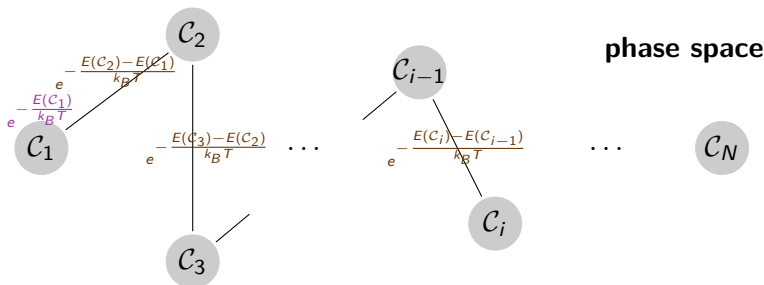 C_2
phase space
e^{-\frac{E(C_2)-E(C_1)}{k_B T}}
C_{i-1}
e^{-\frac{E(C_1)}{k_B T}}
C_1
e^{-\frac{E(C_3)-E(C_2)}{k_B T}}
...
e^{-\frac{E(C_i)-E(C_{i-1})}{k_B T}}
...
C_N
C_i
C_3